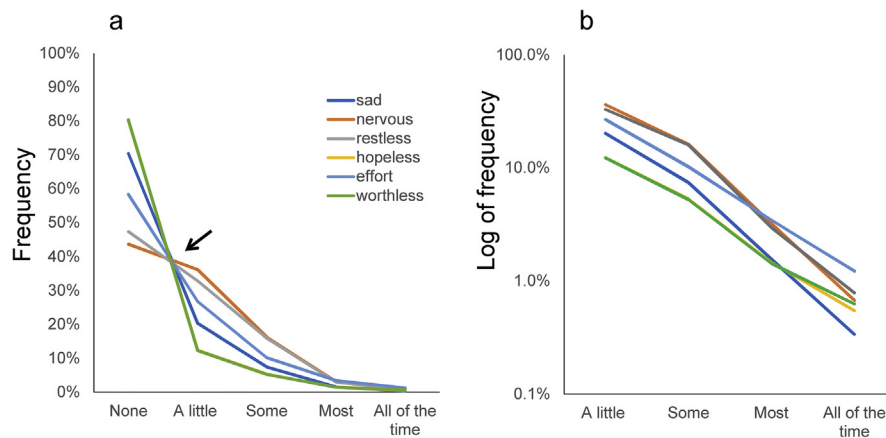 a
Frequency
100%
90%
80%
70%
60%
50%
40%
30%
20%
10%
0%
sad
nervous
restless
hopeless
effort
worthless
None
A little
Some
Most
All of the
time
b
Log of frequency
100.0%
10.0%
1.0%
0.1%
A little
Some
Most
All of the
time